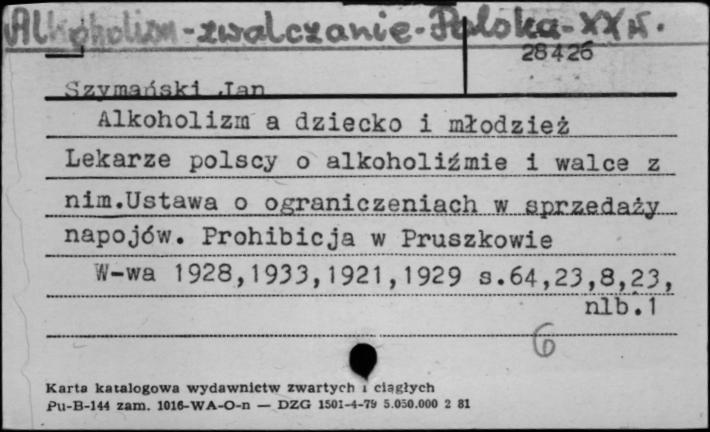 Alkoholizm-zwalczanie-Polska-XX w.
28426
Szymański Jan
Alkoholizm a dziecko i młodzież
Lekarze polscy o alkoholiźmie i walce z
nim.Ustawa o ograniczeniach w sprzedaży
napojów. Prohibicja w Pruszkowie
W-wa 1928,1933,1921,1929 s.64,23,8,23,
nlb.1
6
Karta katalogowa wydawnictw zwartych i ciągłych
Pu-B-144 zam. 1016-WA-O-n — DZG 1501-4-79 5.050.000 2 81